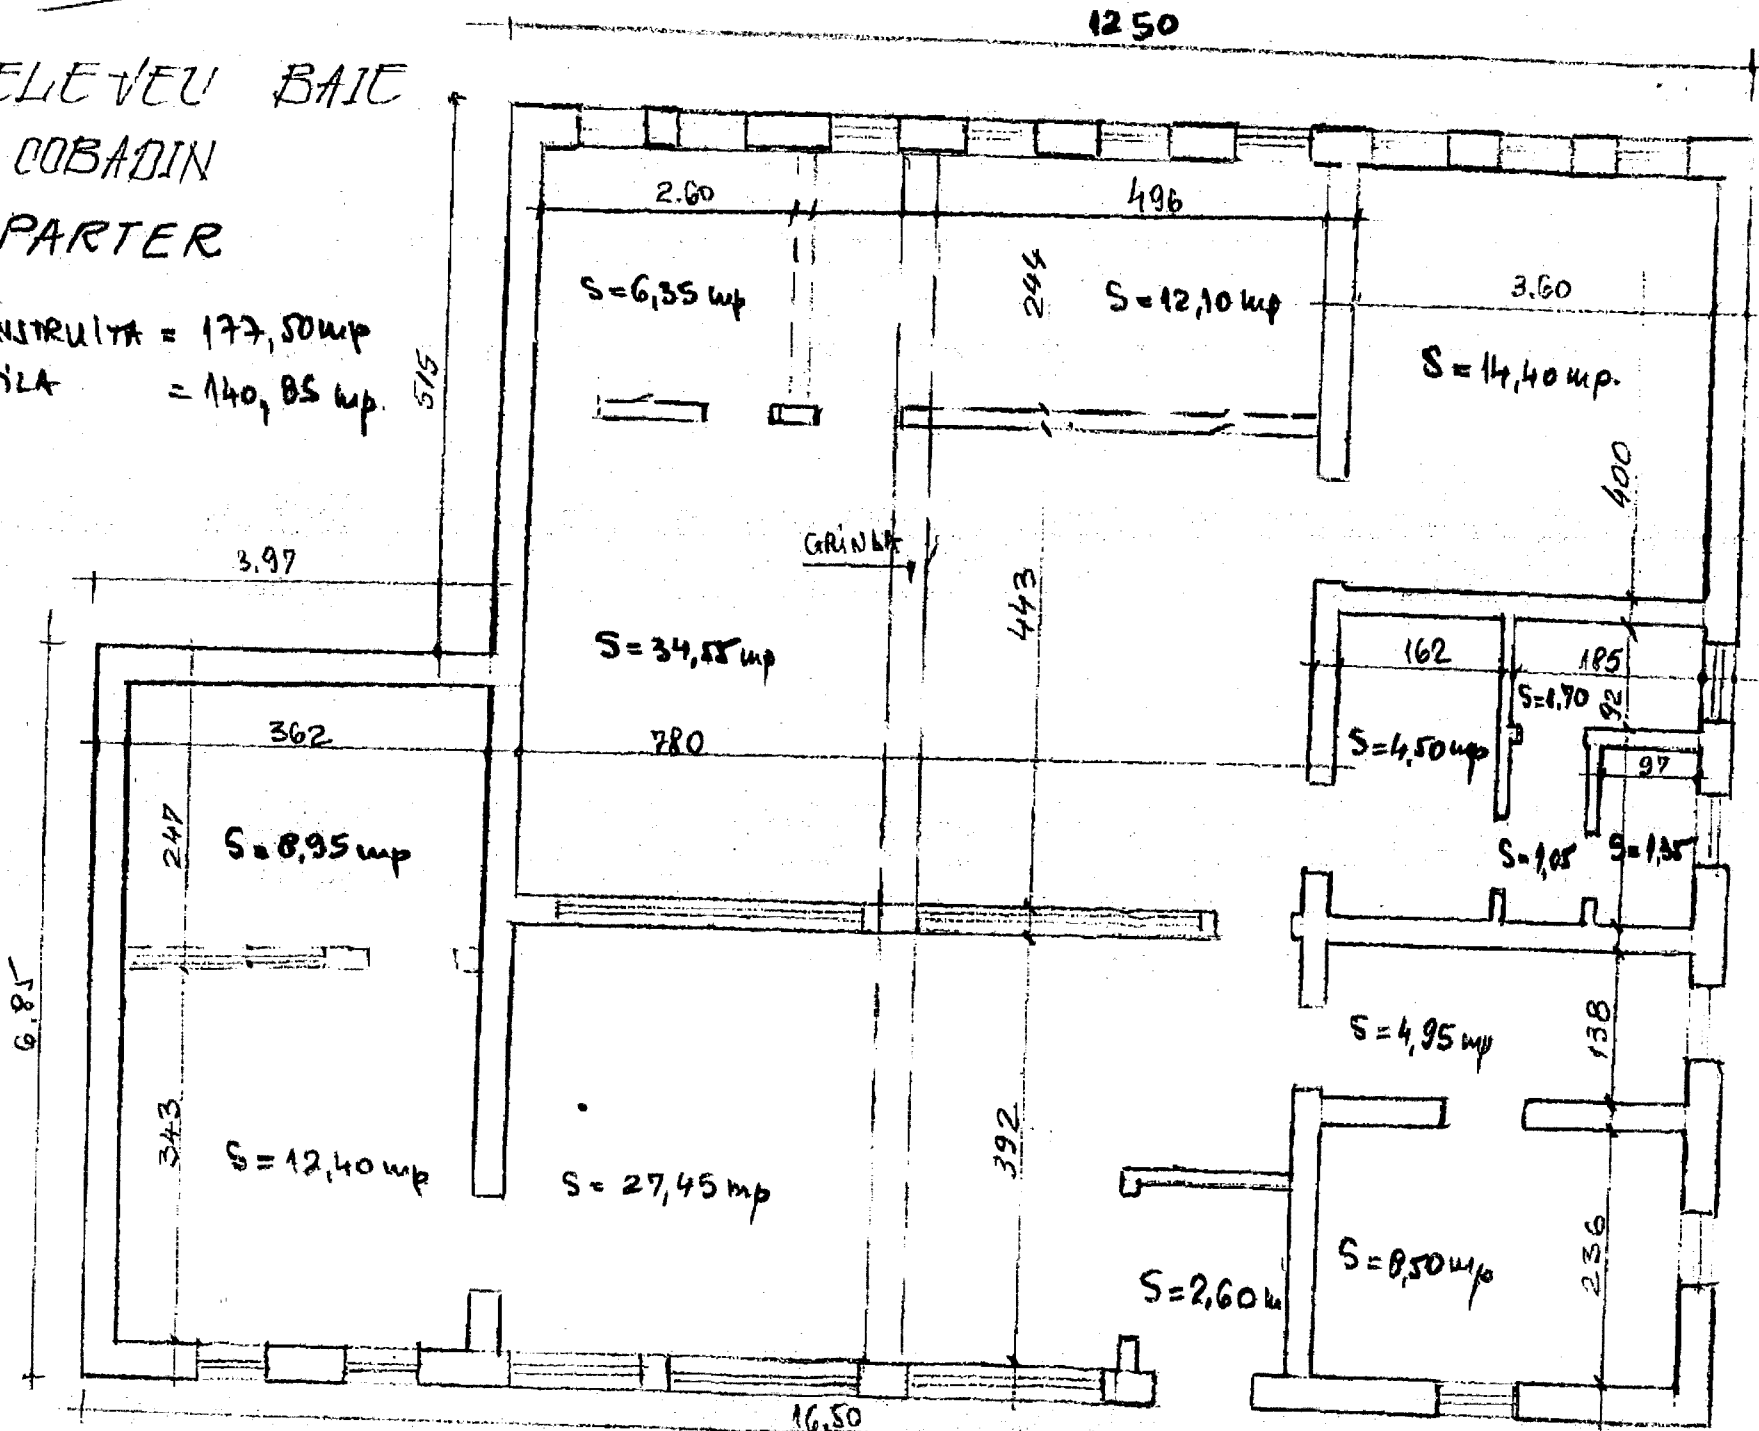 1250
ELEVEU BAIE
COBADIN
PARTER
NSTRUITA = 177,50 mp
ILA = 140,85 mp.
515
2.60
496
244
S=6,35 mp
S=12,10 mp
3.60
S=14,40 mp.
400
GRINDA
3.97
443
S=34,55 mp
162
185
S=1,70
92
362
780
S=4,50 mp
97
247
S=8,95 mp
S=1,05
S=1,35
6.85
S=4,95 mp
138
343
392
S=12,40 mp
S=27,45 mp
S=2,60 m
S=8,50 mp
236
16,50